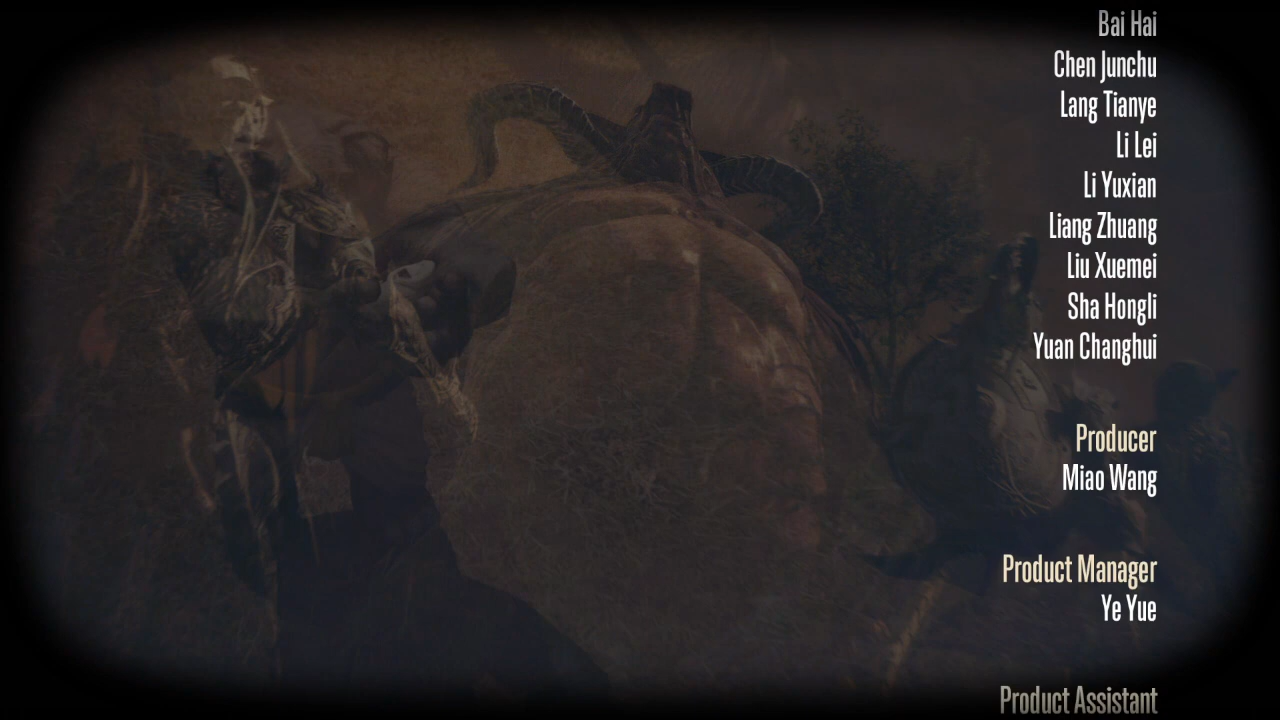 Bai Hai
Chen Junchu
Lang Tianye
Li Lei
Li Yuxian
Liang Zhuang
Liu Xuemei
Sha Hongli
Yuan Changhui
Producer
Miao Wang
Product Manager
Ye Yue
Product Assistant